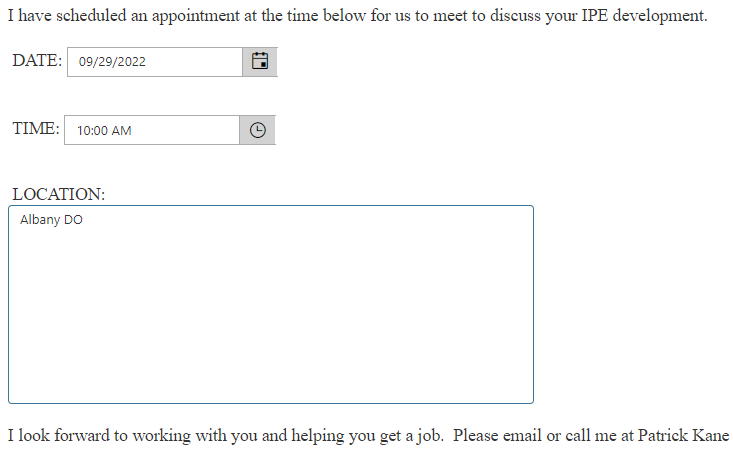 I have scheduled an appointment at the time below for us to meet to discuss your IPE development.
DATE: 09/29/2022
TIME: 10:00 AM
LOCATION:
Albany DO
I look forward to working with you and helping you get a job.  Please email or call me at Patrick Kane